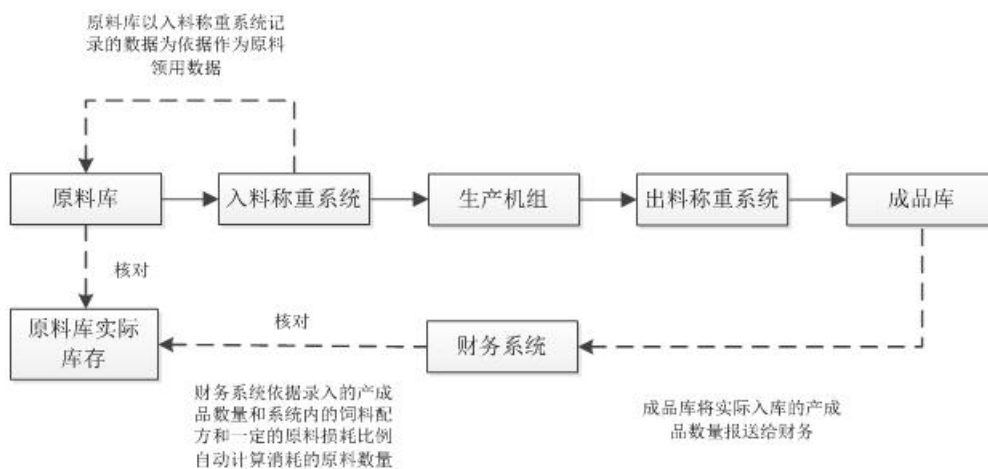 原料库以入料称重系统记
录的数据为依据作为原料
领用数据
原料库
入料称重系统
生产机组
出料称重系统
成品库
核对
原料库实际
库存
核对
财务系统
财务系统依据录入的产成
品数量和系统内的饲料配
方和一定的原料损耗比例
自动计算消耗的原料数量
成品库将实际入库的产成
品数量报送给财务